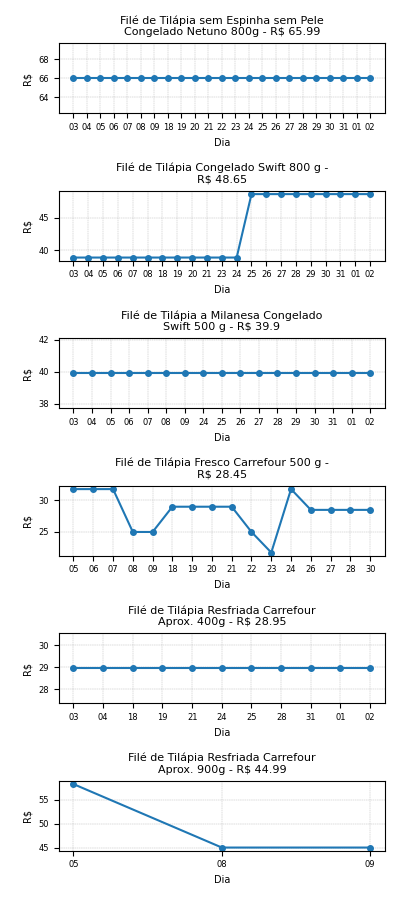 Filé de Tilápia sem Espinha sem Pele
Congelado Netuno 800g - R$ 65.99
68
66
64
R$
03 04 05 06 07 08 09 18 19 20 21 22 23 24 25 26 27 28 29 30 31 01 02
Dia
Filé de Tilápia Congelado Swift 800 g -
R$ 48.65
45
40
R$
03 04 05 06 07 08 18 19 20 21 23 24 25 26 27 28 29 30 31 01 02
Dia
Filé de Tilápia a Milanesa Congelado
Swift 500 g - R$ 39.9
42
40
38
R$
03 04 05 06 07 08 09 24 25 26 27 28 29 30 31 01 02
Dia
Filé de Tilápia Fresco Carrefour 500 g -
R$ 28.45
30
25
R$
05 06 07 08 09 18 19 20 21 22 23 24 26 27 28 30
Dia
Filé de Tilápia Resfriada Carrefour
Aprox. 400g - R$ 28.95
30
29
28
R$
03 04 18 19 21 24 25 28 31 01 02
Dia
Filé de Tilápia Resfriada Carrefour
Aprox. 900g - R$ 44.99
55
50
45
R$
05 08 09
Dia